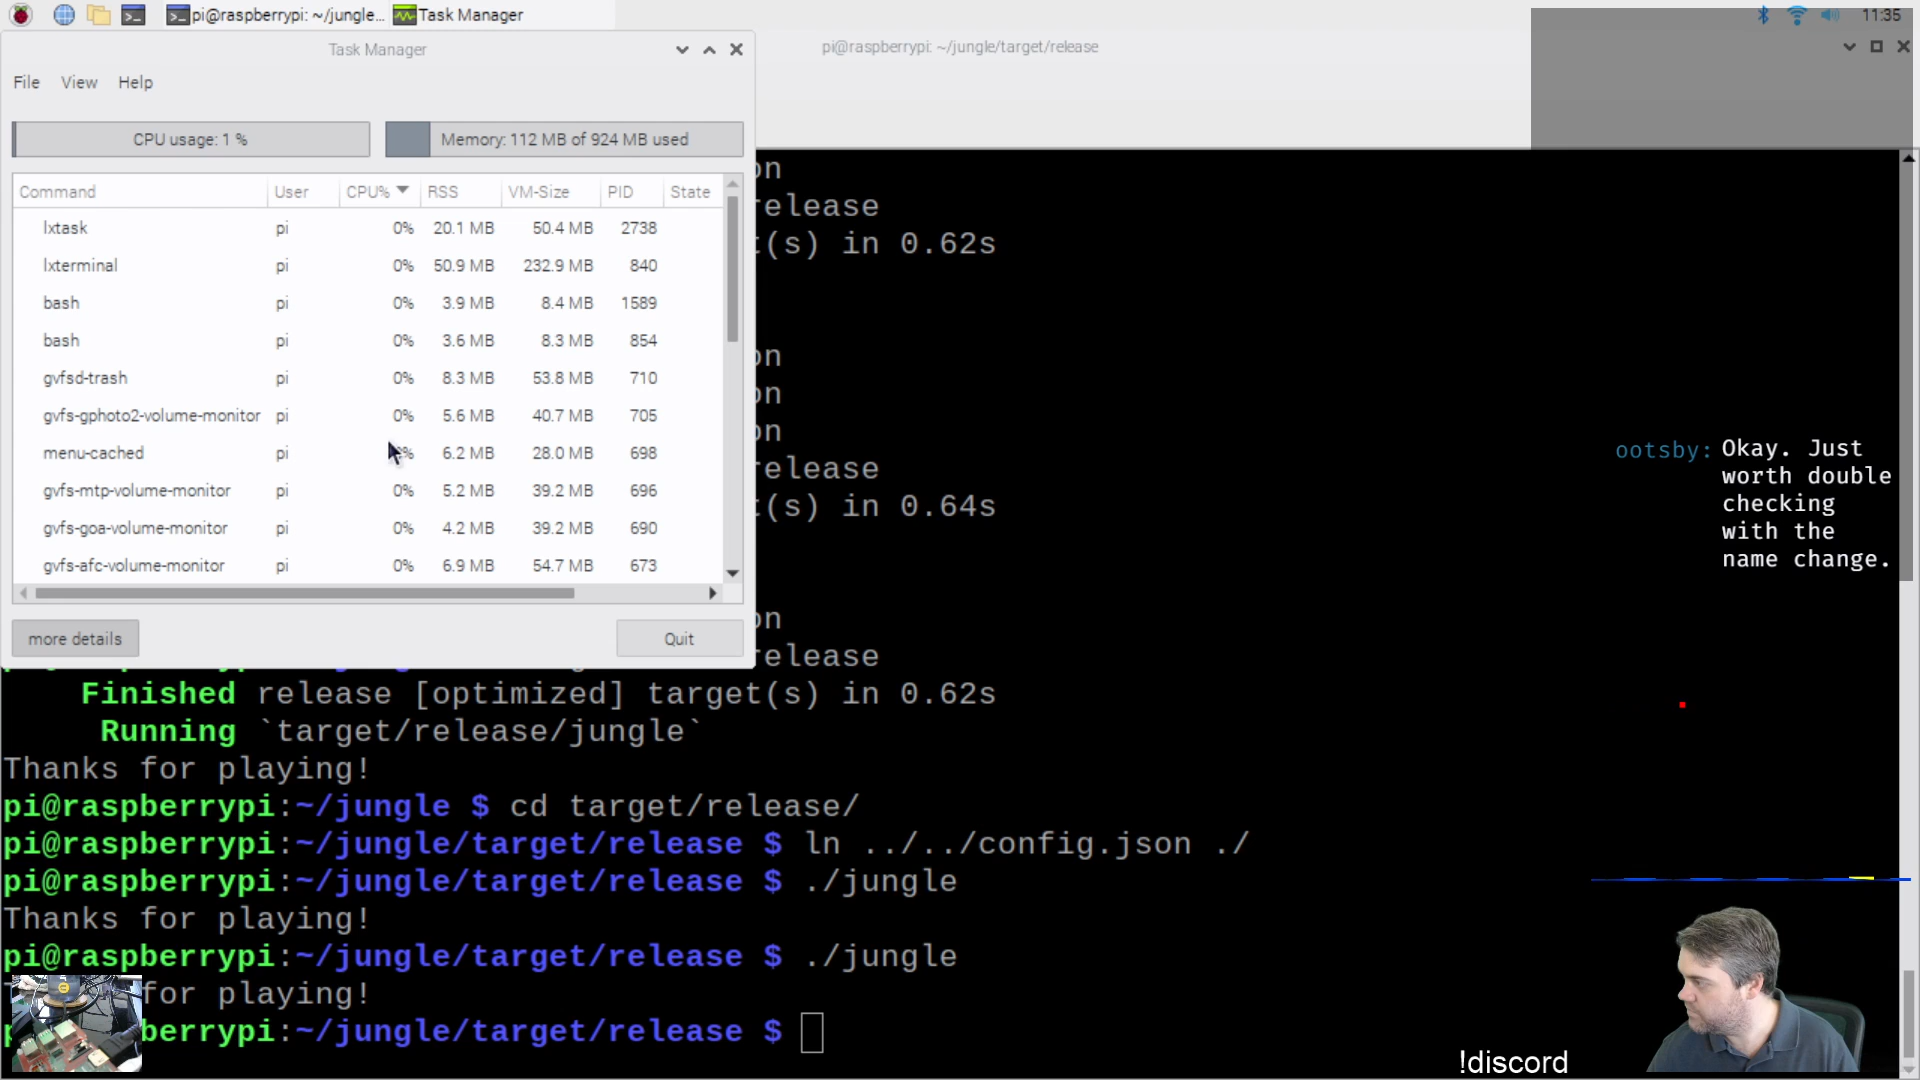 pi@raspberrypi: ~/jungle...
Task Manager
11:35
Task Manager
pi@raspberrypi: ~/jungle/target/release
File View Help
CPU usage: 1 %
Memory: 112 MB of 924 MB used
Command User CPU% RSS VM-Size PID State
lxtask pi 0% 20.1 MB 50.4 MB 2738
lxterminal pi 0% 50.9 MB 232.9 MB 840
bash pi 0% 3.9 MB 8.4 MB 1589
bash pi 0% 3.6 MB 8.3 MB 854
gvfsd-trash pi 0% 8.3 MB 53.8 MB 710
gvfs-gphoto2-volume-monitor pi 0% 5.6 MB 40.7 MB 705
menu-cached pi % 6.2 MB 28.0 MB 698
gvfs-mtp-volume-monitor pi 0% 5.2 MB 39.2 MB 696
gvfs-goa-volume-monitor pi 0% 4.2 MB 39.2 MB 690
gvfs-afc-volume-monitor pi 0% 6.9 MB 54.7 MB 673
more details
Quit
on
release
t(s) in 0.62s
on
on
on
release
t(s) in 0.64s
on
release
Finished release [optimized] target(s) in 0.62s
Running `target/release/jungle`
Thanks for playing!
pi@raspberrypi:~/jungle $ cd target/release/
pi@raspberrypi:~/jungle/target/release $ ln ../../config.json ./
pi@raspberrypi:~/jungle/target/release $ ./jungle
Thanks for playing!
pi@raspberrypi:~/jungle/target/release $ ./jungle
for playing!
berrypi:~/jungle/target/release $
ootsby: Okay. Just
worth double
checking
with the
name change.
!discord